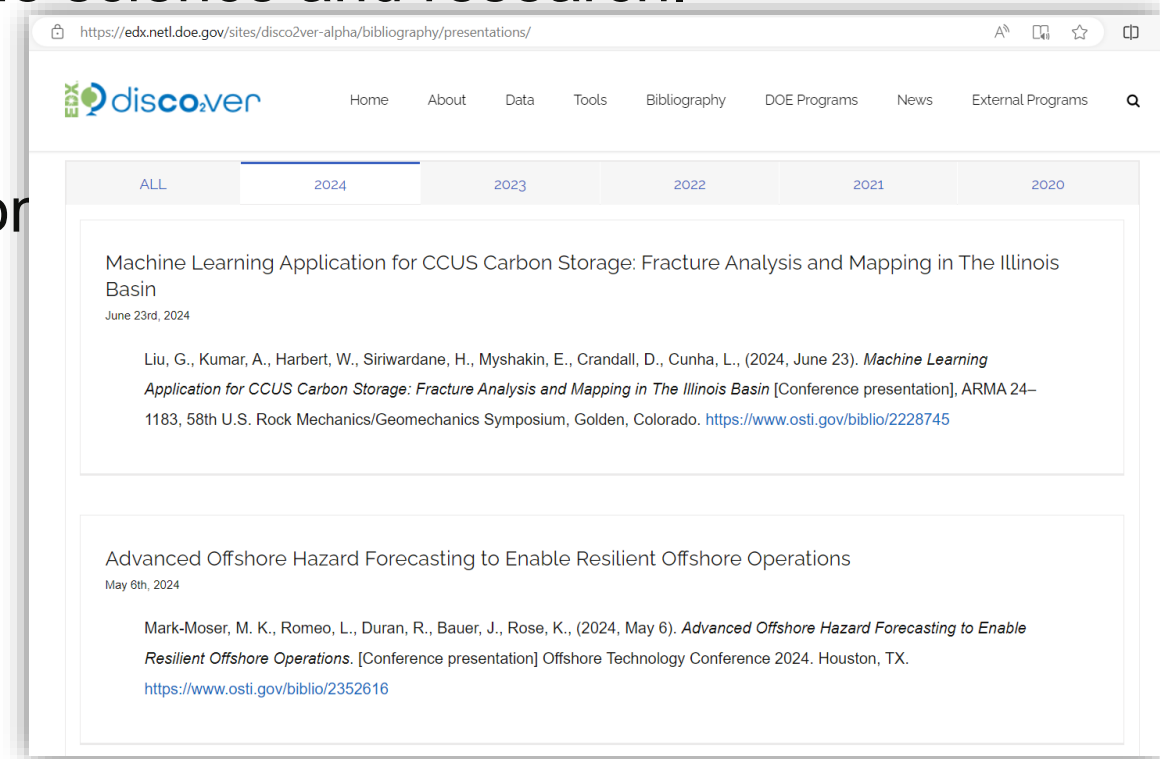 science and research.
https://edx.netl.doe.gov/sites/disco2ver-alpha/bibliography/presentations/
EDX disco2ver
Home About Data Tools Bibliography DOE Programs News External Programs
ALL 2024 2023 2022 2021 2020
Machine Learning Application for CCUS Carbon Storage: Fracture Analysis and Mapping in The Illinois
Basin
June 23rd, 2024
Liu, G., Kumar, A., Harbert, W., Siriwardane, H., Myshakin, E., Crandall, D., Cunha, L., (2024, June 23). Machine Learning
Application for CCUS Carbon Storage: Fracture Analysis and Mapping in The Illinois Basin [Conference presentation], ARMA 24–
1183, 58th U.S. Rock Mechanics/Geomechanics Symposium, Golden, Colorado. https://www.osti.gov/biblio/2228745
Advanced Offshore Hazard Forecasting to Enable Resilient Offshore Operations
May 6th, 2024
Mark-Moser, M. K., Romeo, L., Duran, R., Bauer, J., Rose, K., (2024, May 6). Advanced Offshore Hazard Forecasting to Enable
Resilient Offshore Operations. [Conference presentation] Offshore Technology Conference 2024. Houston, TX.
https://www.osti.gov/biblio/2352616